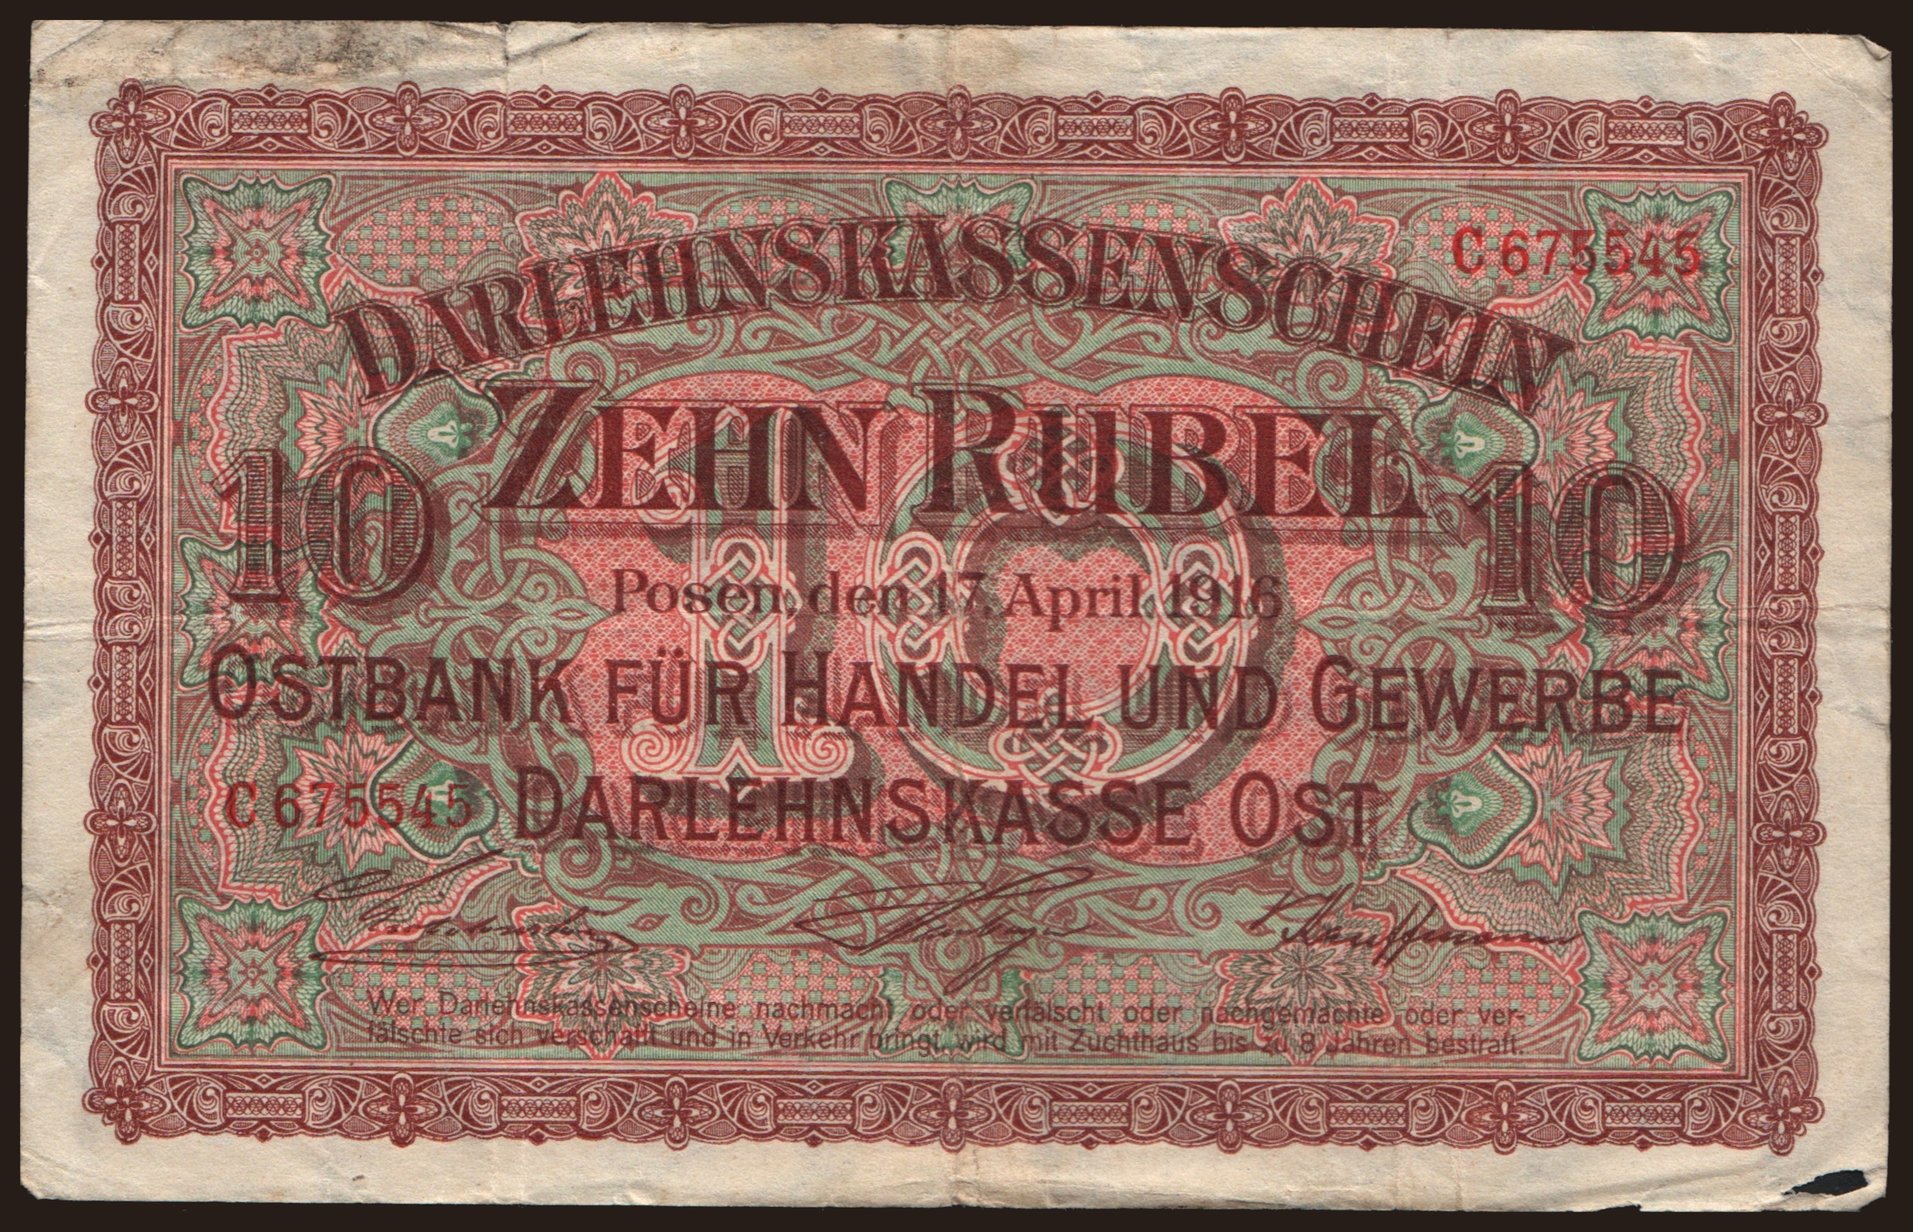 C 675545
DARLEHNSKASSENSCHEIN
ZEHN RUBEL
10 10
10
Posen, den 17. April 1916
OSTBANK FÜR HANDEL UND GEWERBE
C 675545 DARLEHNSKASSE OST
Wer Darlehnskassenscheine nachmacht oder verfälscht oder nachgemachte oder ver-
fälschte sich verschafft und in Verkehr bringt, wird mit Zuchthaus bis zu 8 Jahren bestraft.